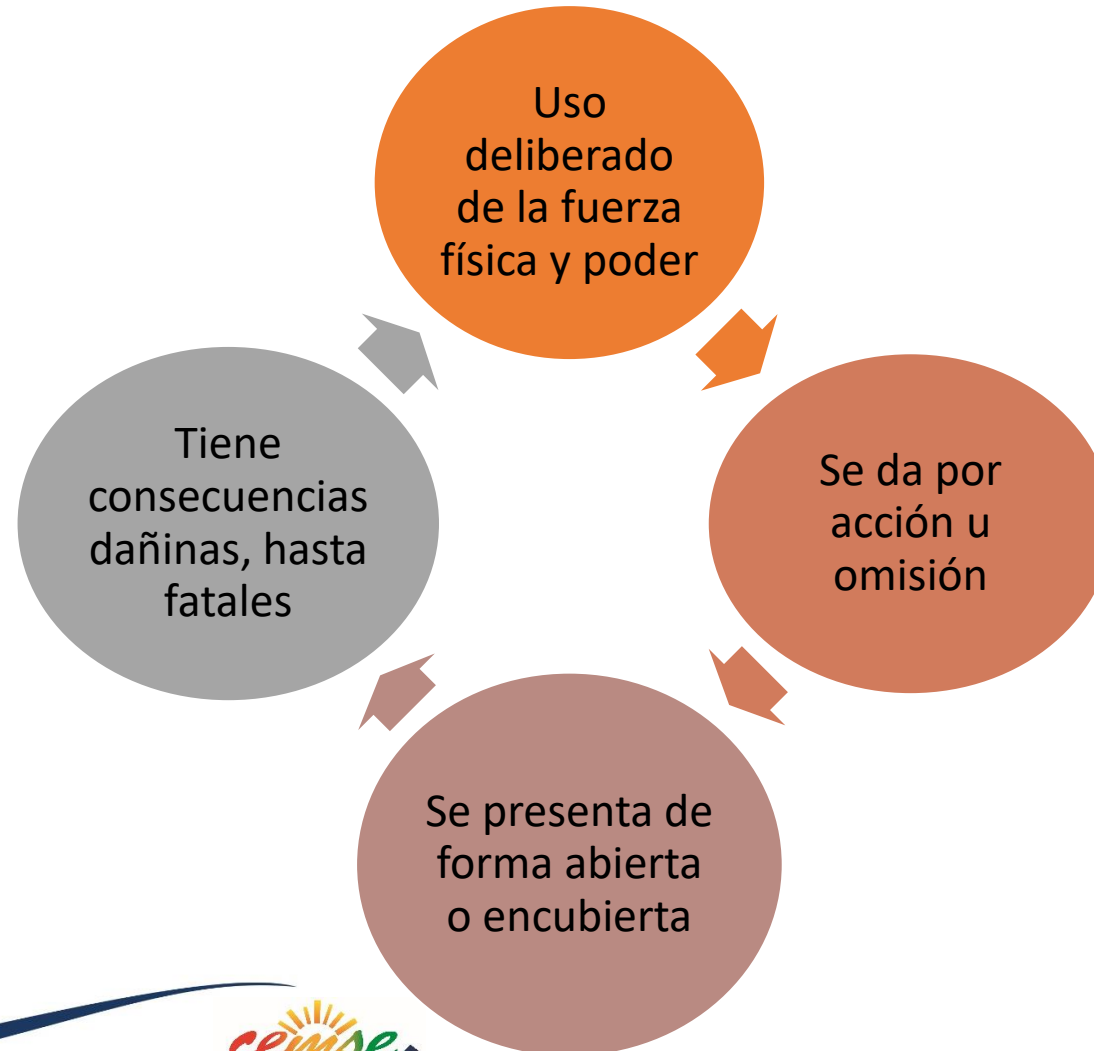 Uso
deliberado
de la fuerza
física y poder
Se da por
acción u
omisión
Se presenta de
forma abierta
o encubierta
Tiene
consecuencias
dañinas, hasta
fatales
cemse